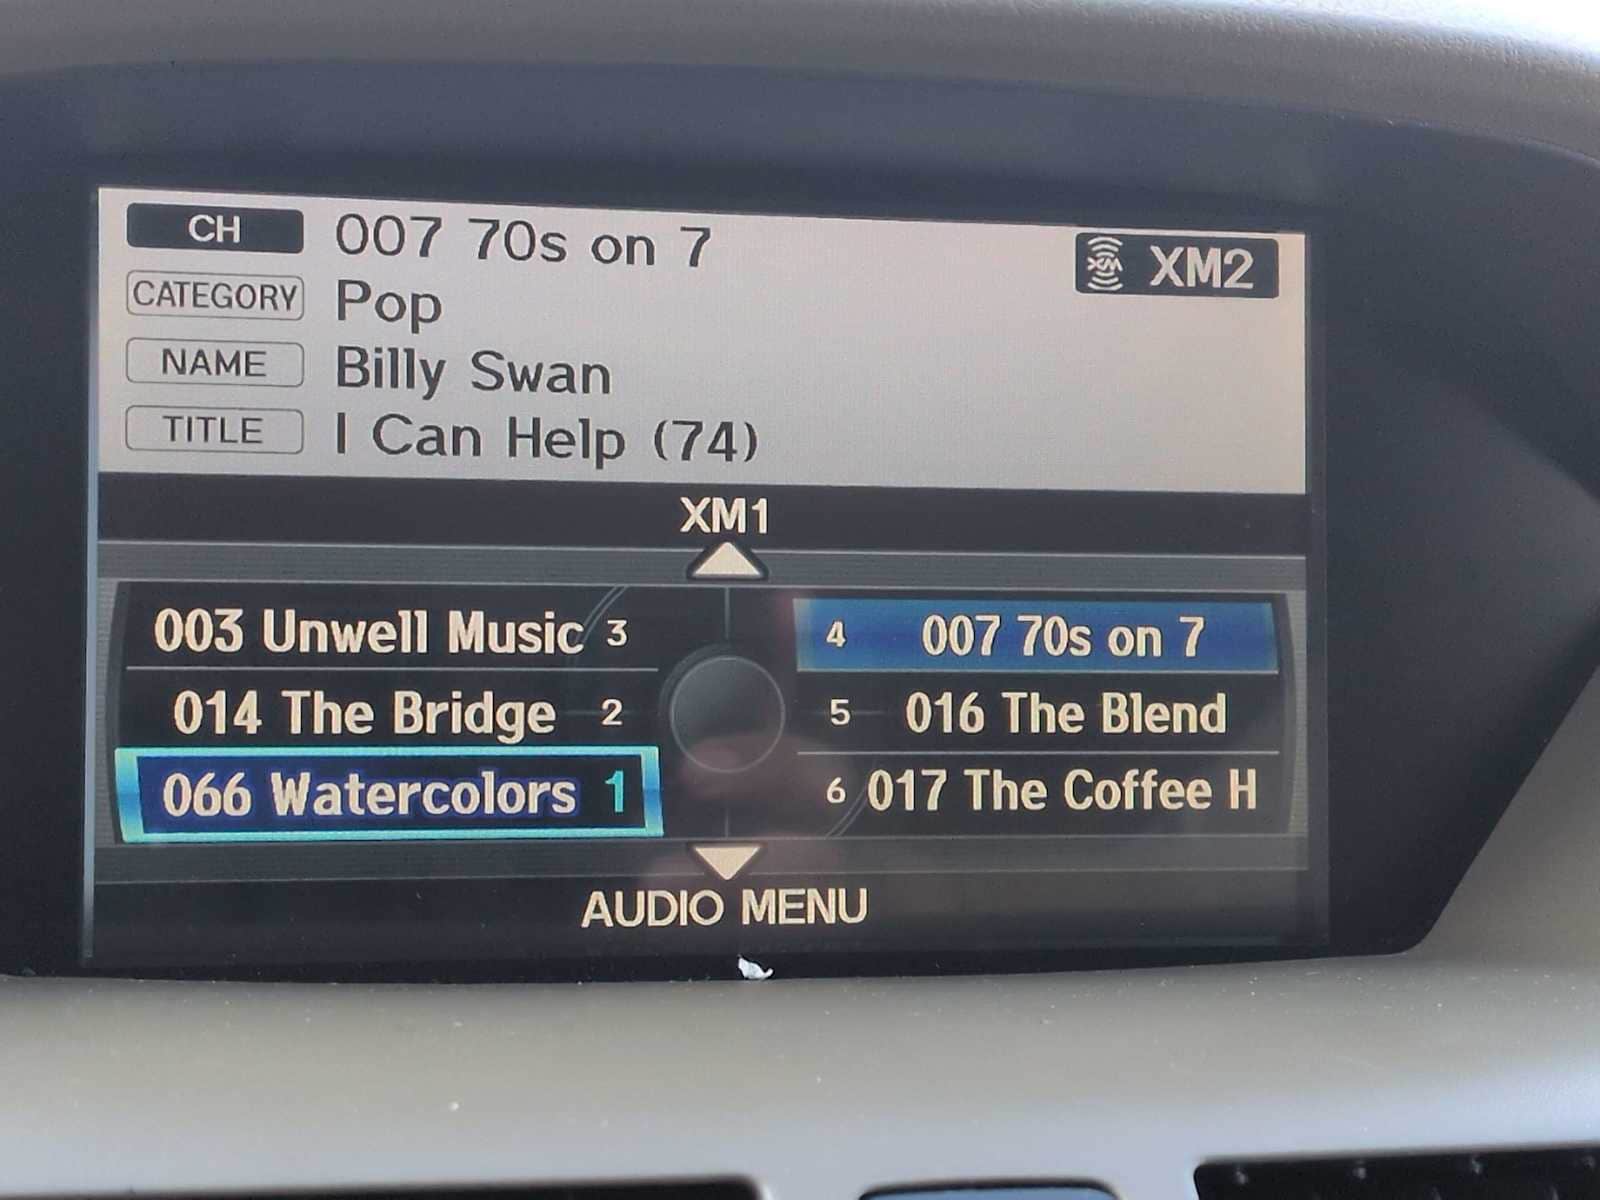 CH 007 70s on 7
XM XM2
CATEGORY Pop
NAME Billy Swan
TITLE I Can Help (74)
XM1
003 Unwell Music 3
4 007 70s on 7
014 The Bridge 2
5 016 The Blend
066 Watercolors 1
6 017 The Coffee H
AUDIO MENU